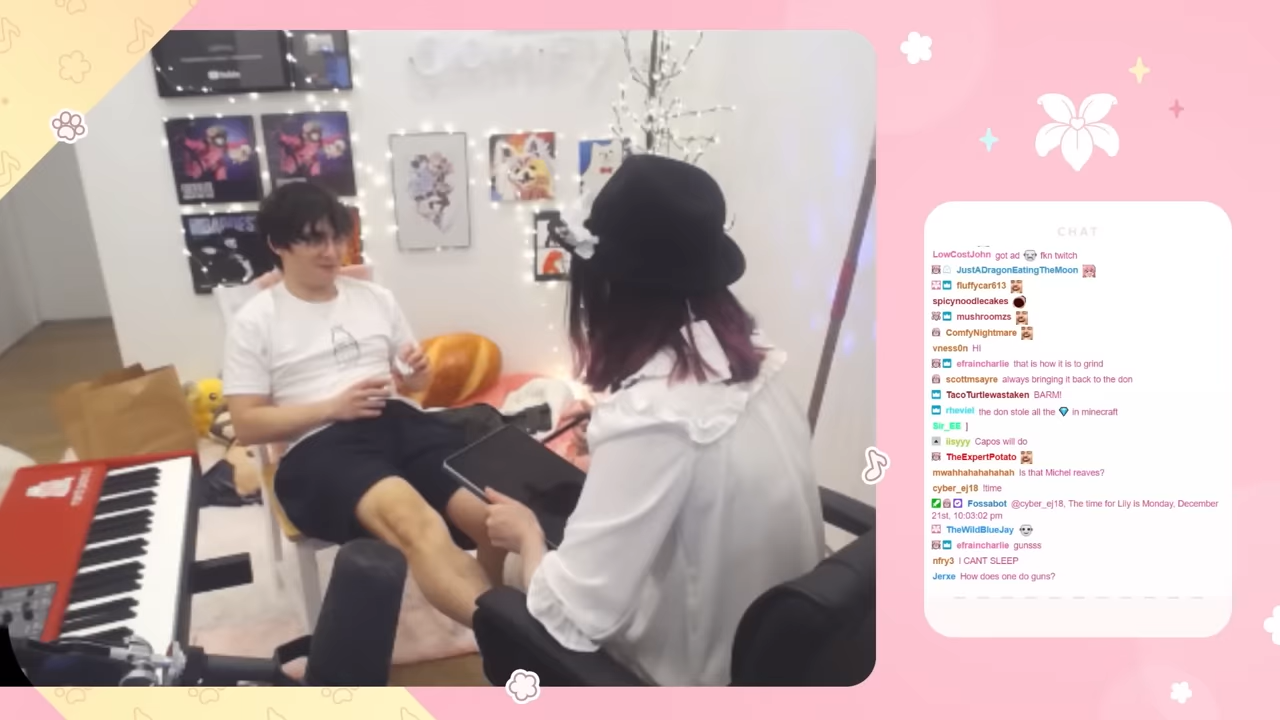 YouTube
CHAT
LowCostJohn got ad fkn twitch
JustADragonEatingTheMoon
fluffycar613
spicynoodlecakes
mushroomzs
ComfyNightmare
vness0n HI
efraincharlie that is how it is to grind
scottmsayre always bringing it back to the don
TacoTurtlewastaken BARM!
rheviel the don stole all the in minecraft
Sir_EE ]
iisyyy Capos will do
TheExpertPotato
mwahhahahahahah Is that Michel reaves?
cyber_ej18 !time
Fossabot @cyber_ej18, The time for Lily is Monday, December
21st, 10:03:02 pm
TheWildBlueJay
efraincharlie gunsss
nfry3 I CANT SLEEP
Jerxe How does one do guns?